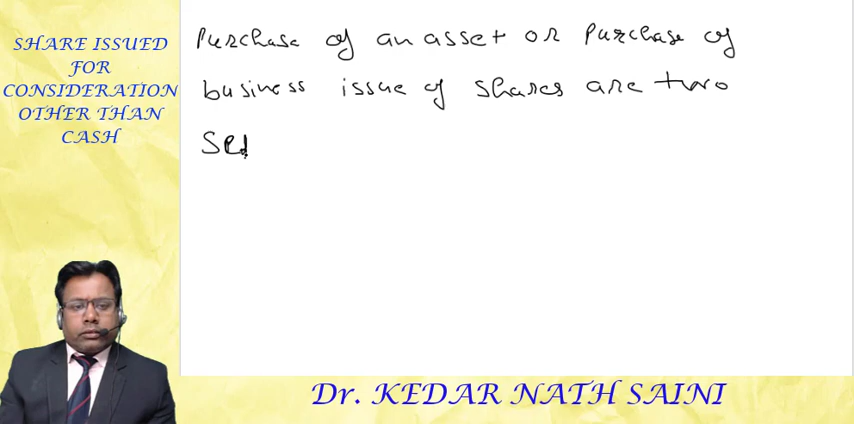 SHARE ISSUED
FOR
CONSIDERATION
OTHER THAN
CASH
Purchase of an asset or purchase of
business issue of shares are two
Dr. KEDAR NATH SAINI